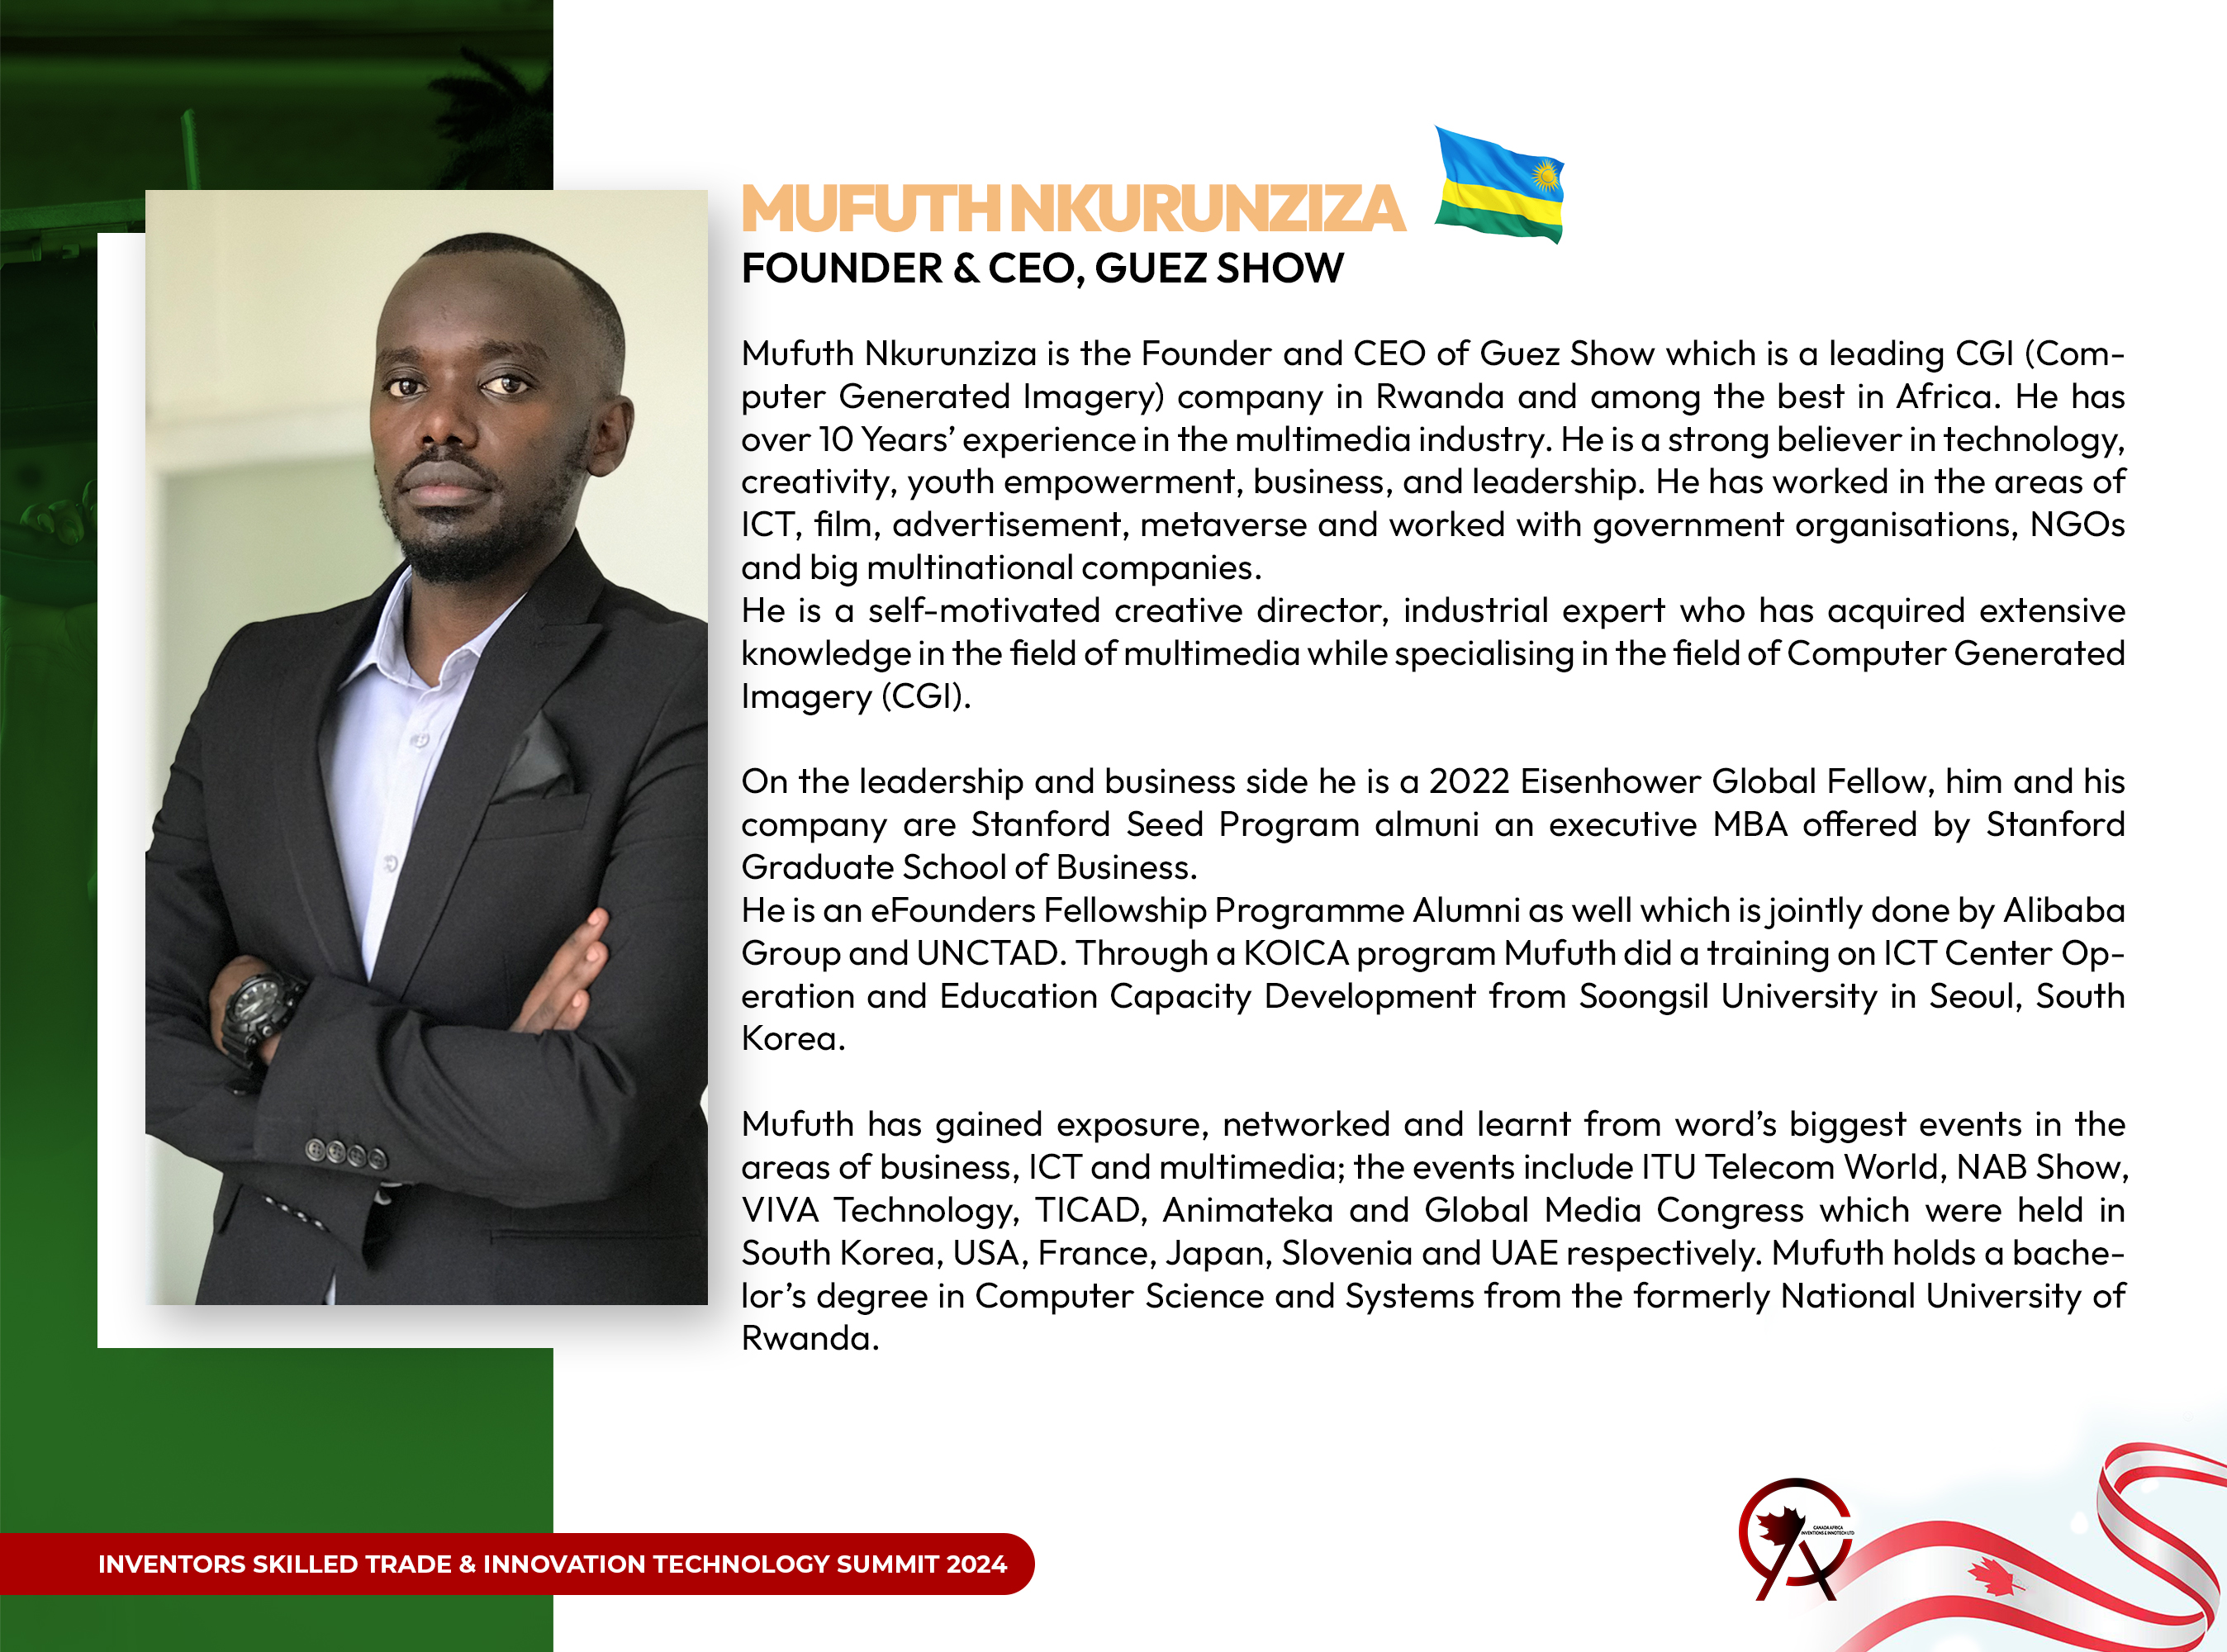 MUFUTH NKURUNZIZA
FOUNDER & CEO, GUEZ SHOW
Mufuth Nkurunziza is the Founder and CEO of Guez Show which is a leading CGI (Com-
puter Generated Imagery) company in Rwanda and among the best in Africa. He has
over 10 Years’ experience in the multimedia industry. He is a strong believer in technology,
creativity, youth empowerment, business, and leadership. He has worked in the areas of
ICT, film, advertisement, metaverse and worked with government organisations, NGOs
and big multinational companies.
He is a self-motivated creative director, industrial expert who has acquired extensive
knowledge in the field of multimedia while specialising in the field of Computer Generated
Imagery (CGI).
On the leadership and business side he is a 2022 Eisenhower Global Fellow, him and his
company are Stanford Seed Program almuni an executive MBA offered by Stanford
Graduate School of Business.
He is an eFounders Fellowship Programme Alumni as well which is jointly done by Alibaba
Group and UNCTAD. Through a KOICA program Mufuth did a training on ICT Center Op-
eration and Education Capacity Development from Soongsil University in Seoul, South
Korea.
Mufuth has gained exposure, networked and learnt from word’s biggest events in the
areas of business, ICT and multimedia; the events include ITU Telecom World, NAB Show,
VIVA Technology, TICAD, Animateka and Global Media Congress which were held in
South Korea, USA, France, Japan, Slovenia and UAE respectively. Mufuth holds a bache-
lor’s degree in Computer Science and Systems from the formerly National University of
Rwanda.
INVENTORS SKILLED TRADE & INNOVATION TECHNOLOGY SUMMIT 2024
CANADA AFRICA
INVENTIONS & INNOTECH LTD